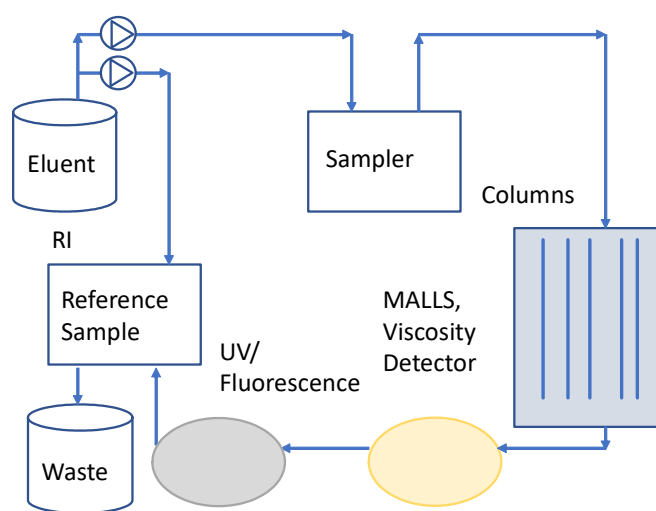 Eluent
Sampler
Columns
RI
Reference
Sample
MALLS,
Viscosity
Detector
UV/
Fluorescence
Waste